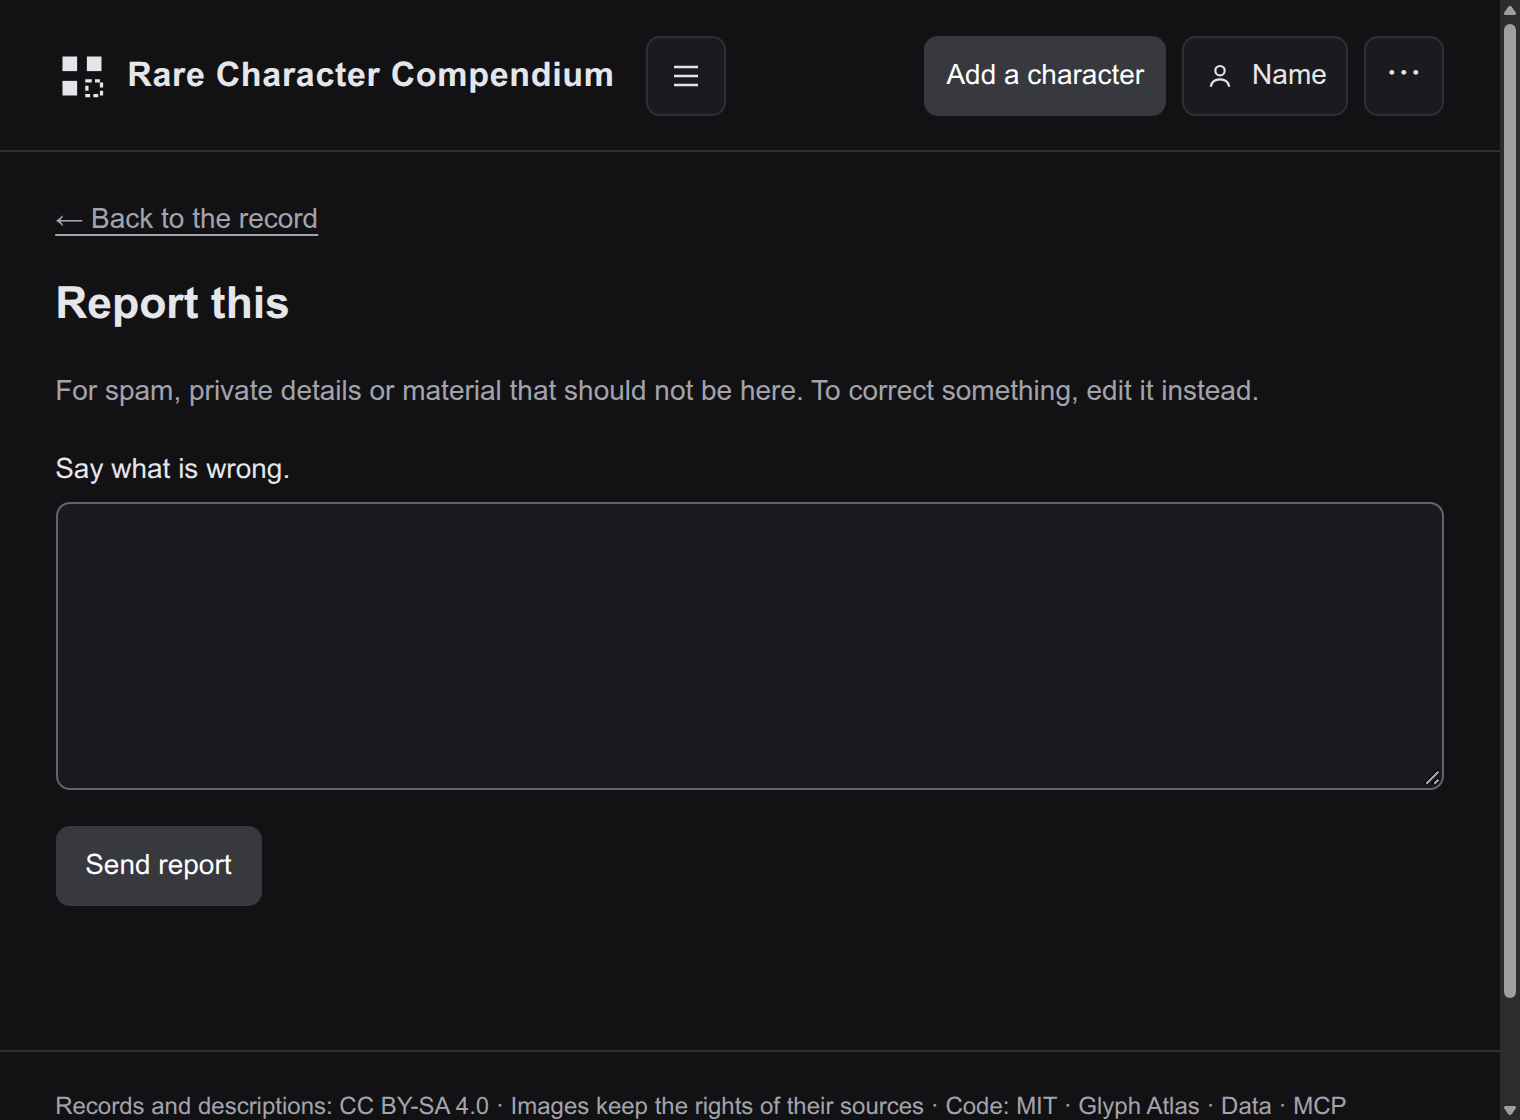 Rare Character Compendium
Add a character
Name
← Back to the record
Report this
For spam, private details or material that should not be here. To correct something, edit it instead.
Say what is wrong.
Send report
Records and descriptions: CC BY-SA 4.0 · Images keep the rights of their sources · Code: MIT · Glyph Atlas · Data · MCP